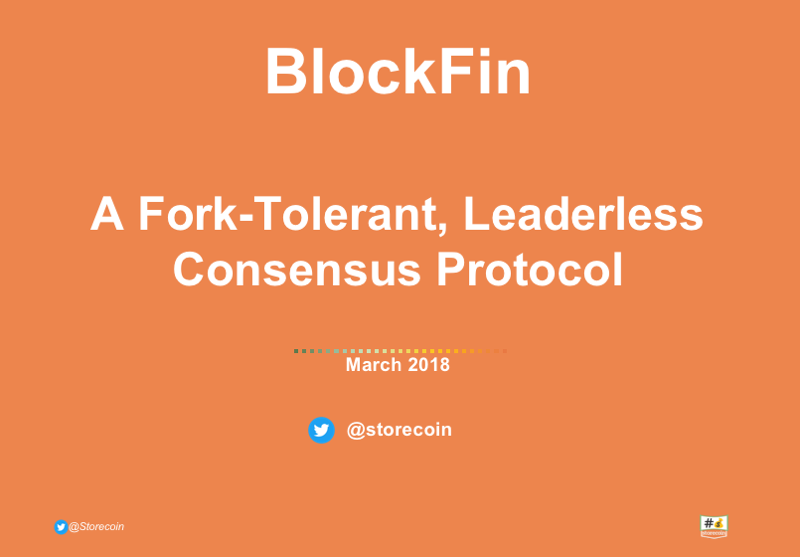 BlockFin
A Fork-Tolerant, Leaderless
Consensus Protocol
March 2018
@storecoin
@Storecoin
#